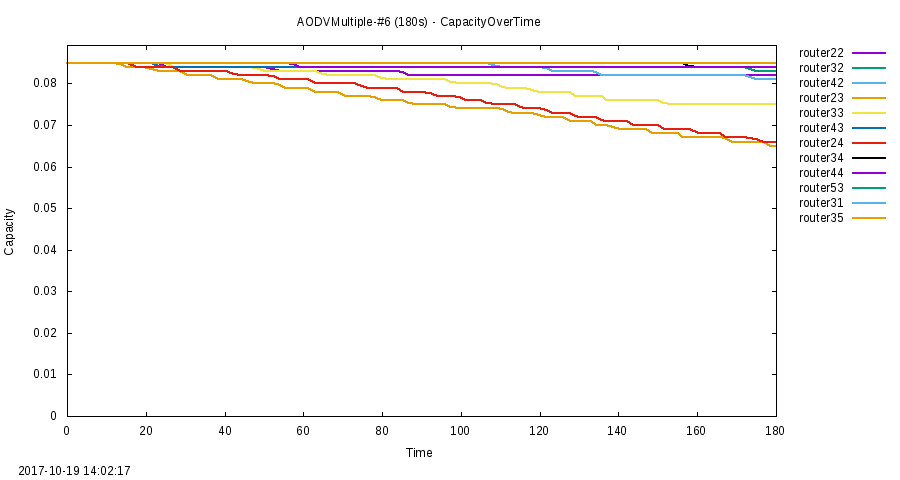 AODVMultiple-#6 (180s) - CapacityOverTime
router22
router32
router42
router23
router33
router43
router24
router34
router44
router53
router31
router35
0.08
0.07
0.06
0.05
0.04
0.03
0.02
0.01
0
Capacity
0 20 40 60 80 100 120 140 160 180
Time
2017-10-19 14:02:17